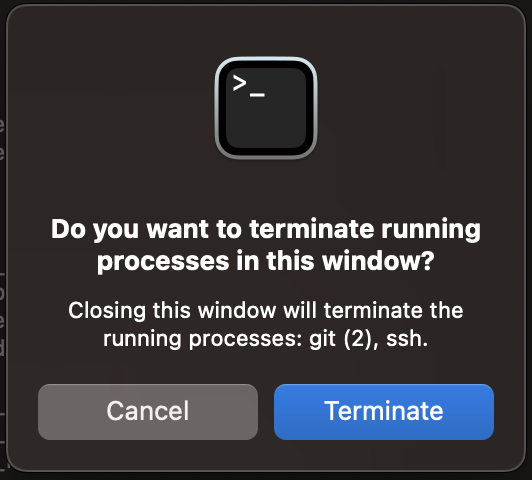 >_
Do you want to terminate running
processes in this window?
Closing this window will terminate the
running processes: git (2), ssh.
Cancel
Terminate